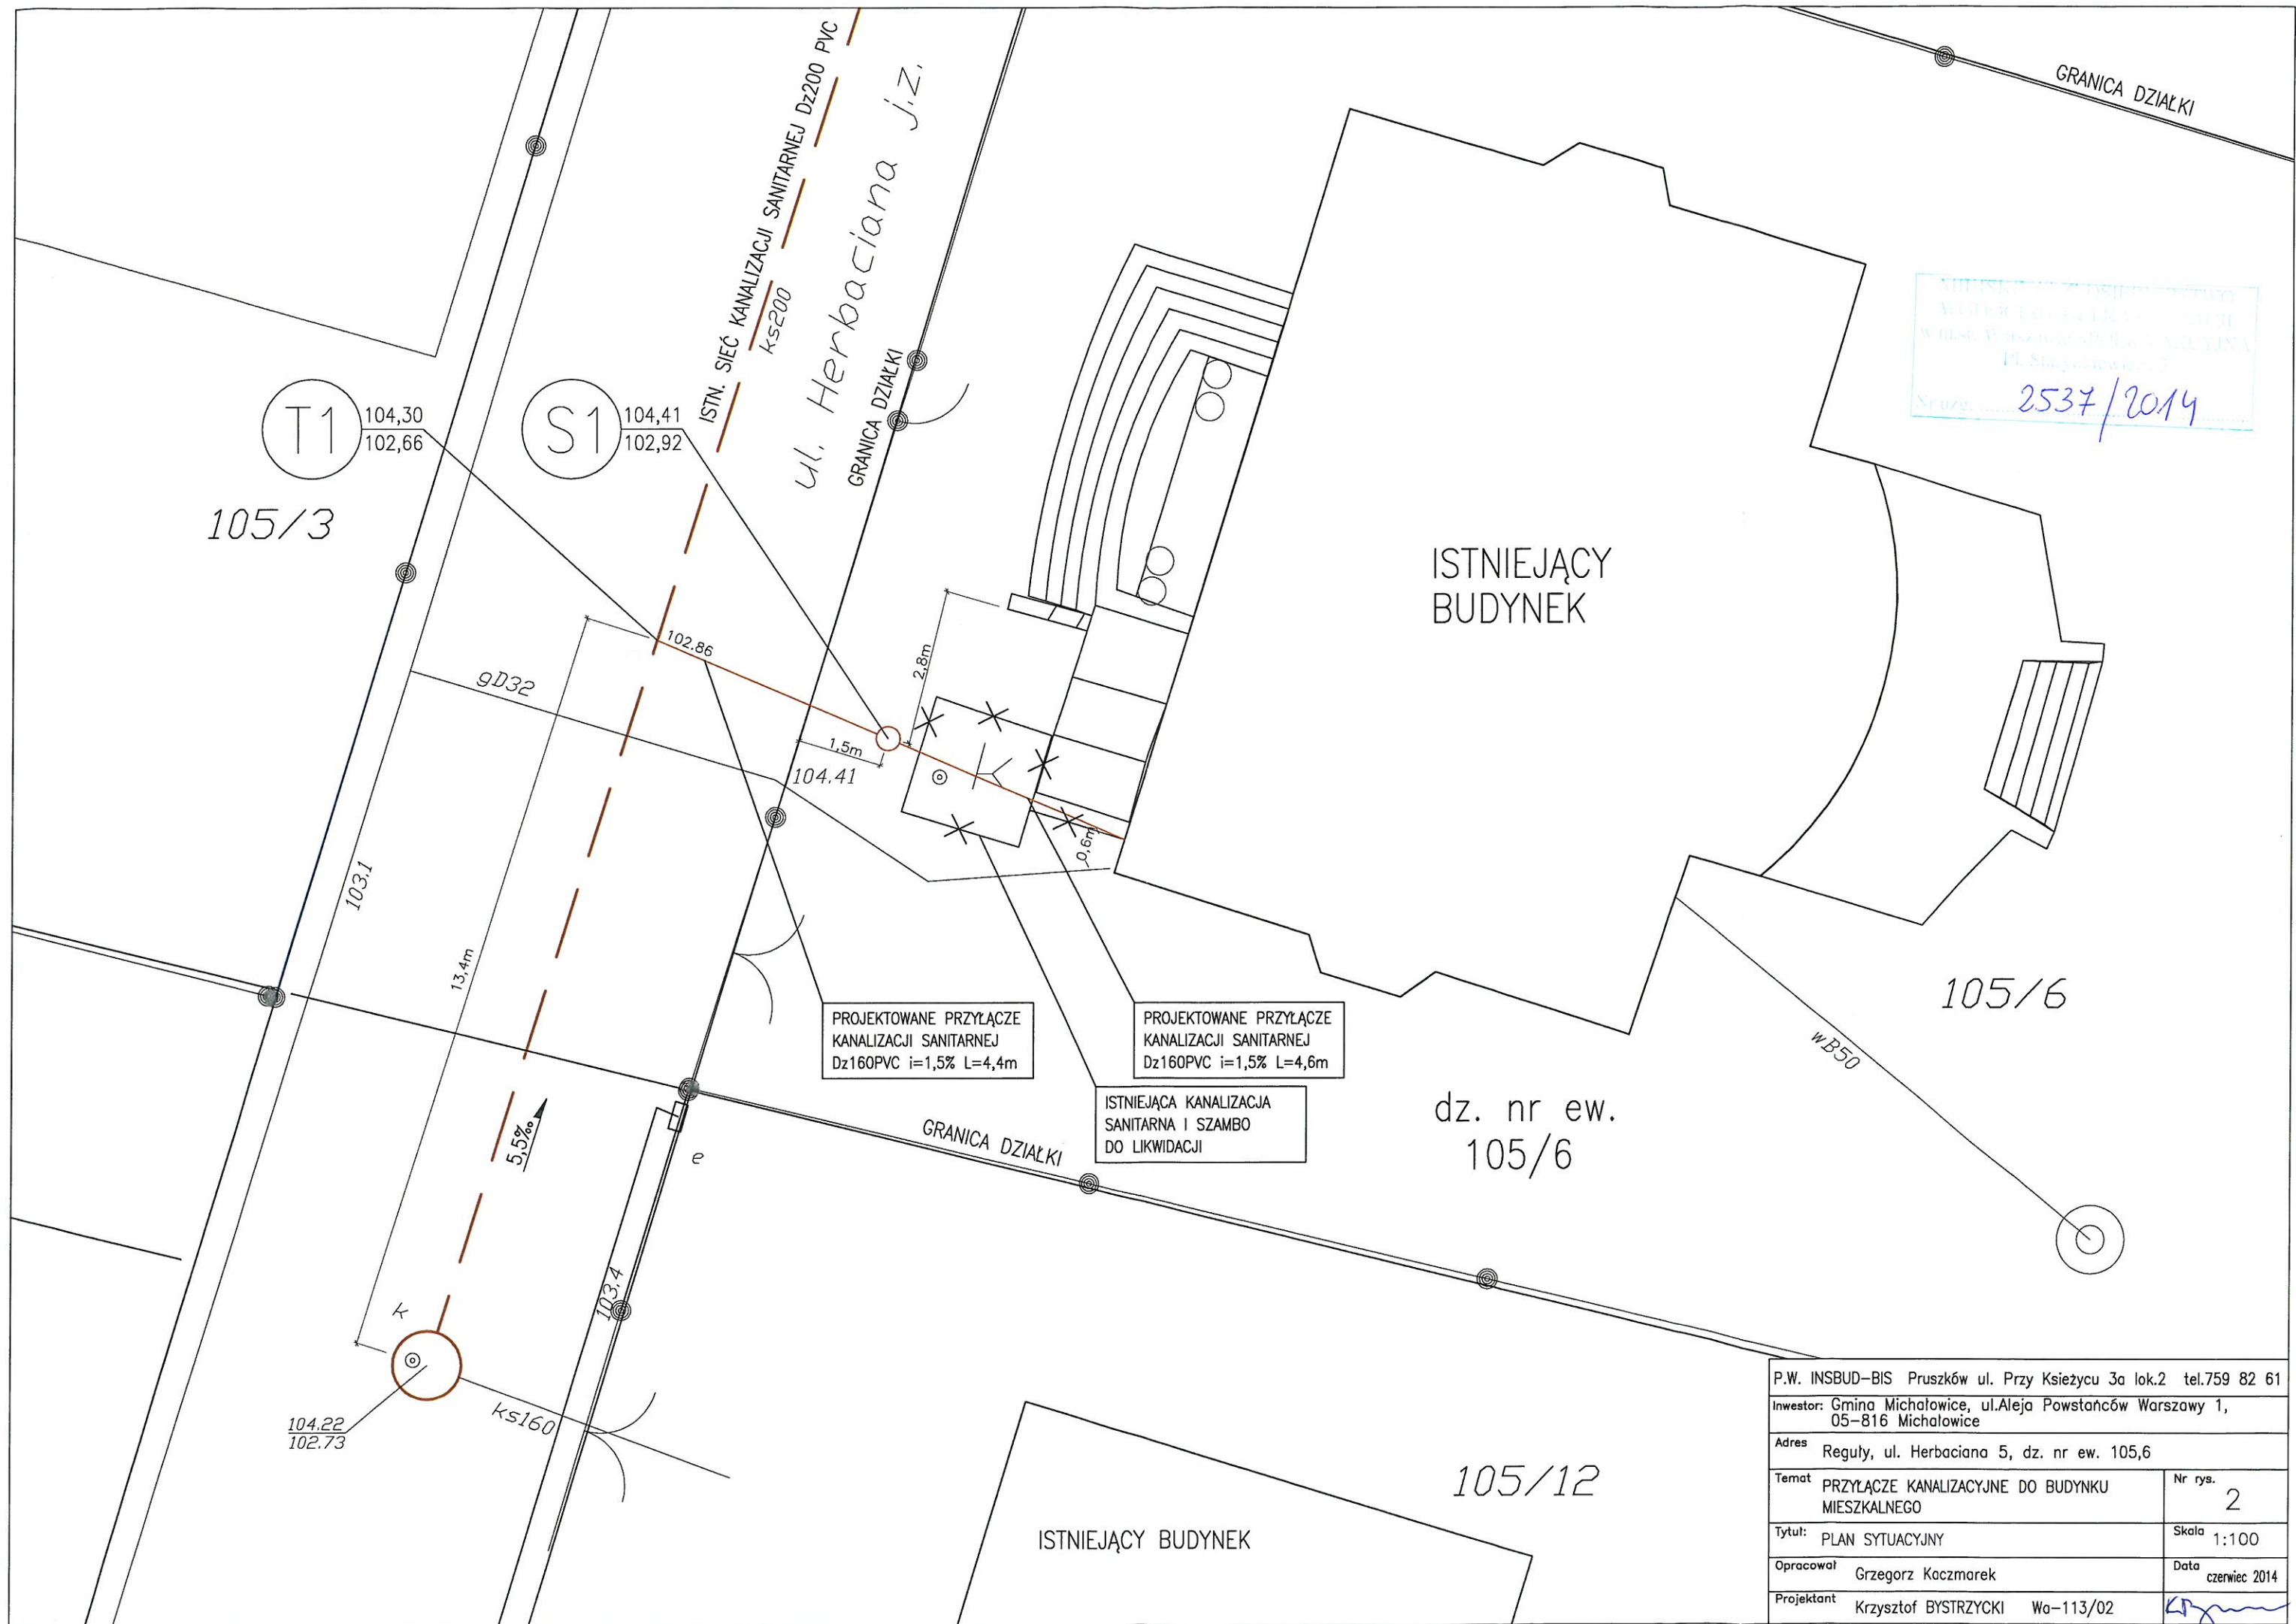 GRANICA DZIAŁKI
ISTN. SIEĆ KANALIZACJI SANITARNEJ Dz200 PVC
ks200
ul. Herbaciana j.z.
GRANICA DZIAŁKI
Pl.
2537/2014
T1
104,30
102,66
S1
104,41
102,92
105/3
ISTNIEJĄCY
BUDYNEK
102.86
gD32
2,8m
1,5m
104.41
0,6m
103.1
13,4m
PROJEKTOWANE PRZYŁĄCZE
KANALIZACJI SANITARNEJ
Dz160PVC i=1,5% L=4,4m
PROJEKTOWANE PRZYŁĄCZE
KANALIZACJI SANITARNEJ
Dz160PVC i=1,5% L=4,6m
ISTNIEJĄCA KANALIZACJA
SANITARNA I SZAMBO
DO LIKWIDACJI
105/6
wB50
dz. nr ew.
105/6
5,5‰
e
GRANICA DZIAŁKI
103.4
k
104.22
102.73
ks160
105/12
ISTNIEJĄCY BUDYNEK
P.W. INSBUD-BIS Pruszków ul. Przy Ksieżycu 3a lok.2 tel.759 82 61
Inwestor: Gmina Michałowice, ul.Aleja Powstańców Warszawy 1,
05-816 Michałowice
Adres Reguły, ul. Herbaciana 5, dz. nr ew. 105,6
Temat PRZYŁĄCZE KANALIZACYJNE DO BUDYNKU
MIESZKALNEGO
Nr rys.
2
Tytuł: PLAN SYTUACYJNY
Skala 1:100
Opracował Grzegorz Kaczmarek
Data czerwiec 2014
Projektant Krzysztof BYSTRZYCKI Wa-113/02